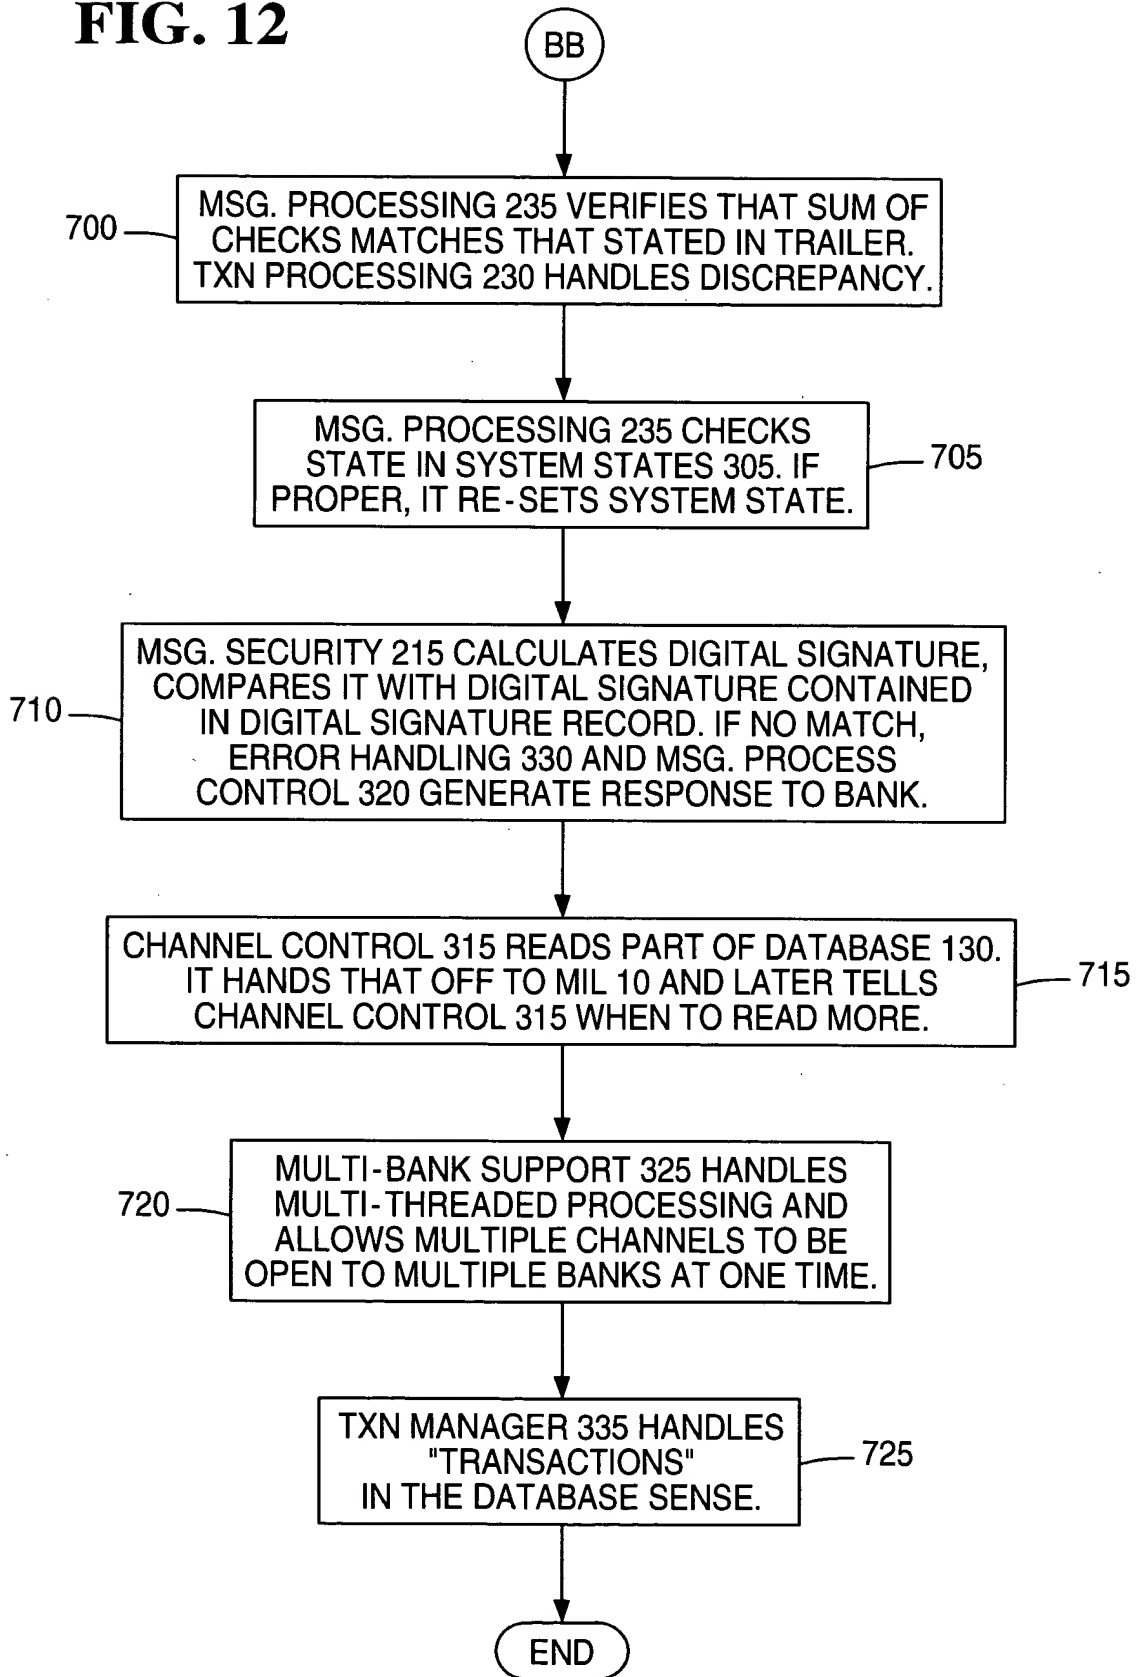 FIG. 12
BB
700
MSG. PROCESSING 235 VERIFIES THAT SUM OF
CHECKS MATCHES THAT STATED IN TRAILER.
TXN PROCESSING 230 HANDLES DISCREPANCY.
MSG. PROCESSING 235 CHECKS
STATE IN SYSTEM STATES 305. IF
PROPER, IT RE-SETS SYSTEM STATE.
705
710
MSG. SECURITY 215 CALCULATES DIGITAL SIGNATURE,
COMPARES IT WITH DIGITAL SIGNATURE CONTAINED
IN DIGITAL SIGNATURE RECORD. IF NO MATCH,
ERROR HANDLING 330 AND MSG. PROCESS
CONTROL 320 GENERATE RESPONSE TO BANK.
CHANNEL CONTROL 315 READS PART OF DATABASE 130.
IT HANDS THAT OFF TO MIL 10 AND LATER TELLS
CHANNEL CONTROL 315 WHEN TO READ MORE.
715
720
MULTI-BANK SUPPORT 325 HANDLES
MULTI-THREADED PROCESSING AND
ALLOWS MULTIPLE CHANNELS TO BE
OPEN TO MULTIPLE BANKS AT ONE TIME.
TXN MANAGER 335 HANDLES
"TRANSACTIONS"
IN THE DATABASE SENSE.
725
END